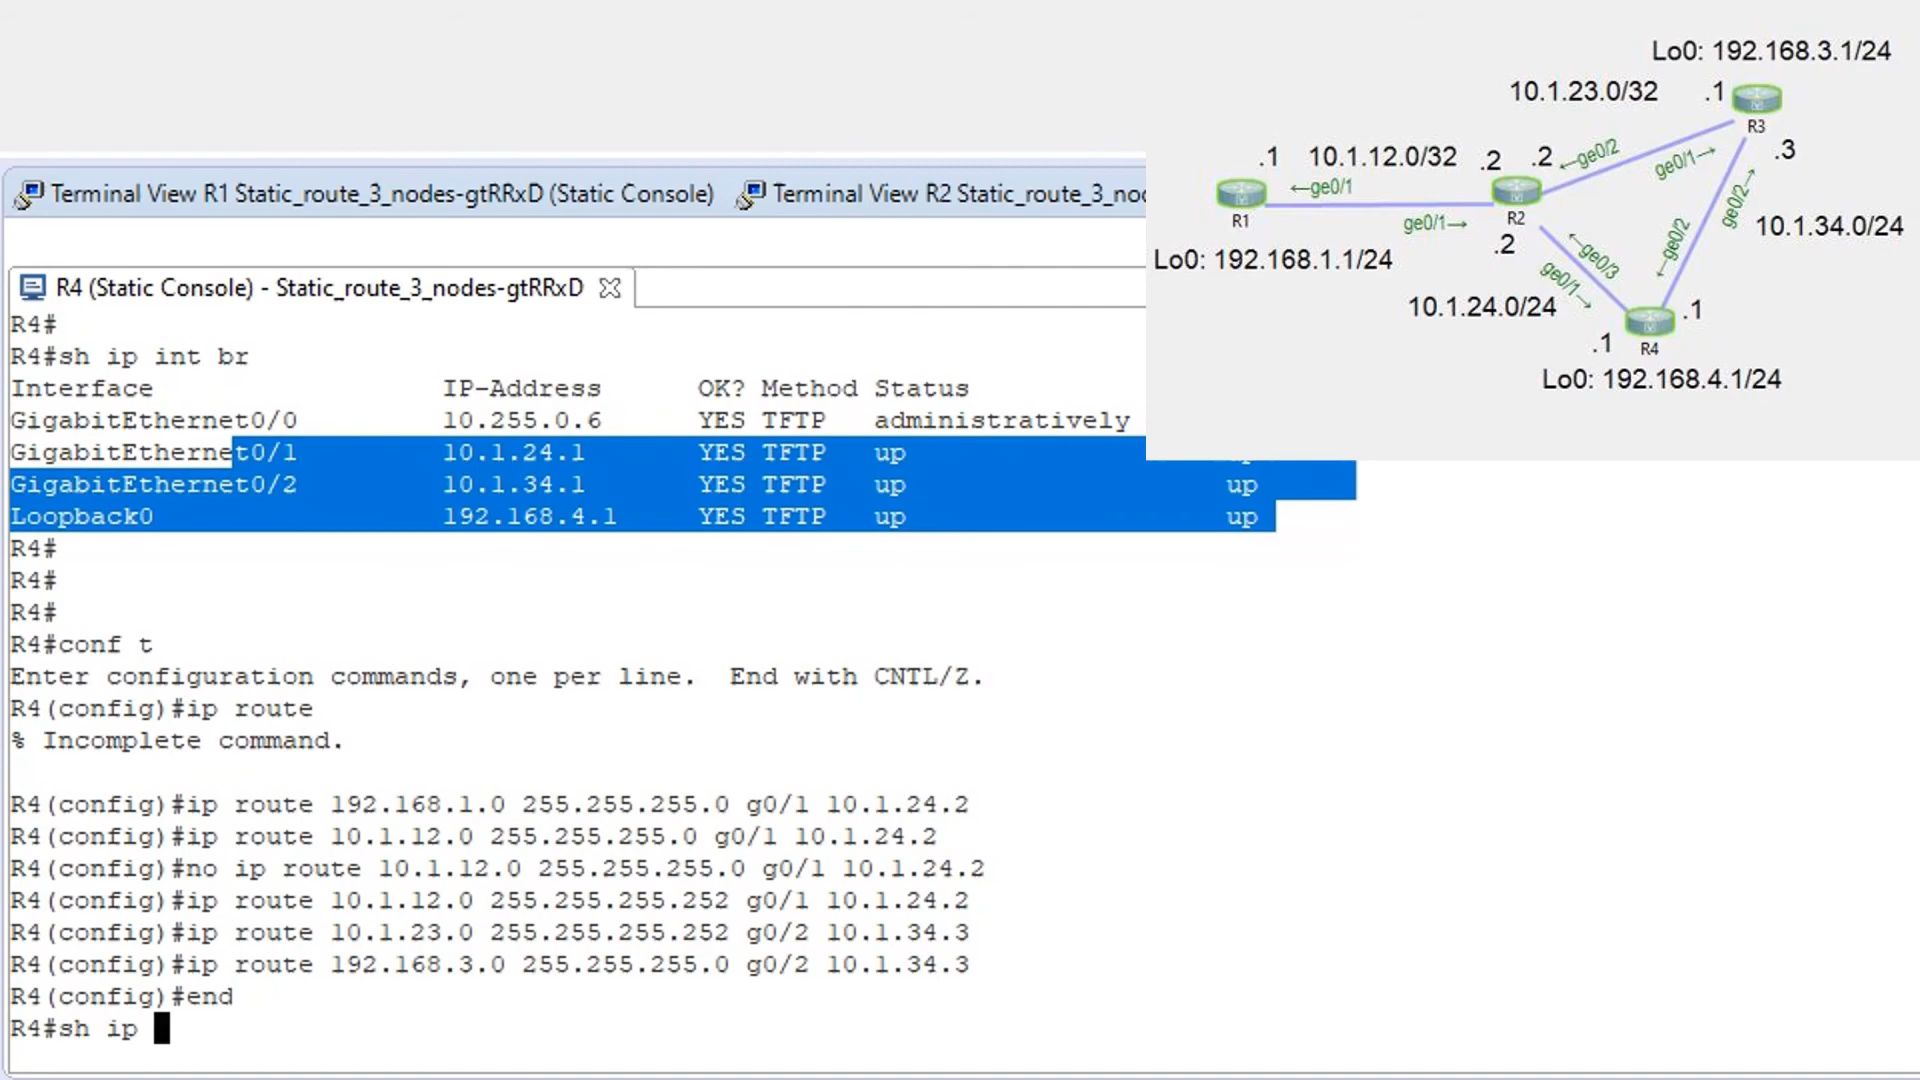 Lo0: 192.168.3.1/24
10.1.23.0/32 .1
R3
.1 10.1.12.0/32 .2 .2 ←ge0/2 ge0/1→ .3
←ge0/1
R1 ge0/1→ R2 ge0/2→ 10.1.34.0/24
.2 ←ge0/3 ←ge0/2
Lo0: 192.168.1.1/24 ge0/1→
10.1.24.0/24 .1
.1 R4
Lo0: 192.168.4.1/24
Terminal View R1 Static_route_3_nodes-gtRRxD (Static Console) Terminal View R2 Static_route_3_no
R4 (Static Console) - Static_route_3_nodes-gtRRxD
R4#
R4#sh ip int br
Interface IP-Address OK? Method Status
GigabitEthernet0/0 10.255.0.6 YES TFTP administratively
GigabitEthernet0/1 10.1.24.1 YES TFTP up
GigabitEthernet0/2 10.1.34.1 YES TFTP up up
Loopback0 192.168.4.1 YES TFTP up up
R4#
R4#
R4#
R4#conf t
Enter configuration commands, one per line. End with CNTL/Z.
R4(config)#ip route
% Incomplete command.
R4(config)#ip route 192.168.1.0 255.255.255.0 g0/1 10.1.24.2
R4(config)#ip route 10.1.12.0 255.255.255.0 g0/1 10.1.24.2
R4(config)#no ip route 10.1.12.0 255.255.255.0 g0/1 10.1.24.2
R4(config)#ip route 10.1.12.0 255.255.255.252 g0/1 10.1.24.2
R4(config)#ip route 10.1.23.0 255.255.255.252 g0/2 10.1.34.3
R4(config)#ip route 192.168.3.0 255.255.255.0 g0/2 10.1.34.3
R4(config)#end
R4#sh ip